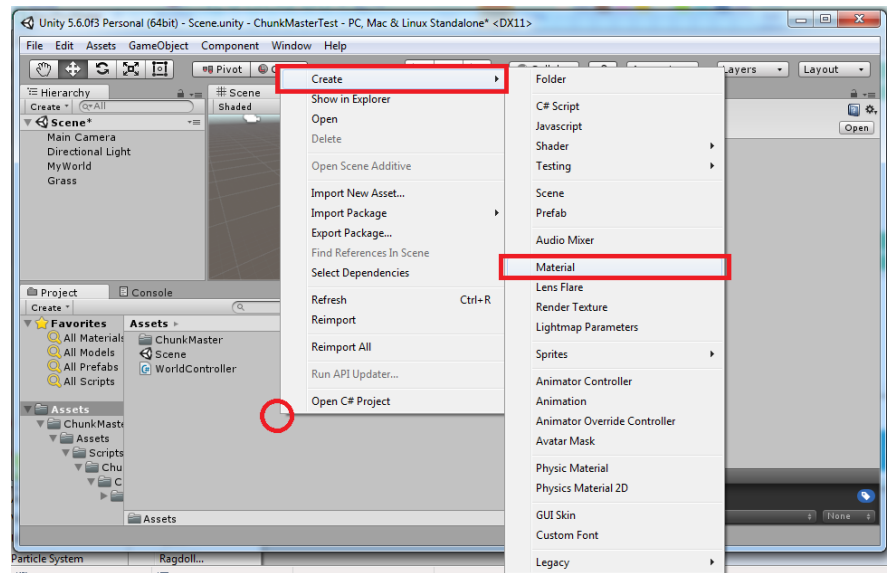 Unity 5.6.0f3 Personal (64bit) - Scene.unity - ChunkMasterTest - PC, Mac & Linux Standalone* <DX11>
File Edit Assets GameObject Component Window Help
Pivot
Layers
Layout
Hierarchy
Create
All
Scene*
Main Camera
Directional Light
MyWorld
Grass
Scene
Shaded
Open
Project
Console
Create
Favorites
All Materials
All Models
All Prefabs
All Scripts
Assets
ChunkMaste
Assets
Scripts
Chu
C
Assets
ChunkMaster
Scene
WorldController
Assets
Create
Show in Explorer
Open
Delete
Open Scene Additive
Import New Asset...
Import Package
Export Package...
Find References In Scene
Select Dependencies
Refresh Ctrl+R
Reimport
Reimport All
Run API Updater...
Open C# Project
Folder
C# Script
Javascript
Shader
Testing
Scene
Prefab
Audio Mixer
Material
Lens Flare
Render Texture
Lightmap Parameters
Sprites
Animator Controller
Animation
Animator Override Controller
Avatar Mask
Physic Material
Physics Material 2D
GUI Skin
Custom Font
Legacy
None
Particle System
Ragdoll...